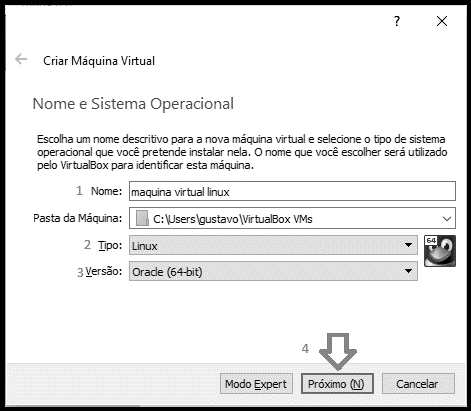 ?
Criar Máquina Virtual
Nome e Sistema Operacional
Escolha um nome descritivo para a nova máquina virtual e selecione o tipo de sistema
operacional que você pretende instalar nela. O nome que você escolher será utilizado
pelo VirtualBox para identificar esta máquina.
1 Nome: maquina virtual linux
Pasta da Máquina: C:\Users\gustavo\VirtualBox VMs
2 Tipo: Linux
64
3 Versão: Oracle (64-bit)
4
Modo Expert Próximo (N) Cancelar